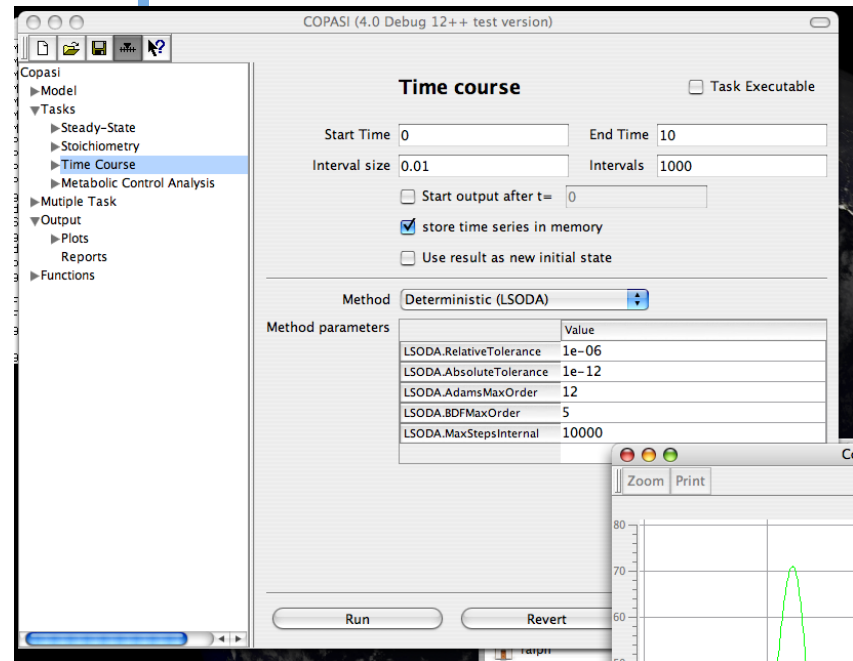 COPASI (4.0 Debug 12++ test version)
Copasi
Model
Tasks
Steady-State
Stoichiometry
Time Course
Metabolic Control Analysis
Mutiple Task
Output
Plots
Reports
Functions
Time course
Task Executable
Start Time 0 End Time 10
Interval size 0.01 Intervals 1000
Start output after t= 0
store time series in memory
Use result as new initial state
Method Deterministic (LSODA)
Method parameters
Value
LSODA.RelativeTolerance 1e-06
LSODA.AbsoluteTolerance 1e-12
LSODA.AdamsMaxOrder 12
LSODA.BDFMaxOrder 5
LSODA.MaxStepsInternal 10000
Run Revert
Zoom Print
80
70
60
ralph